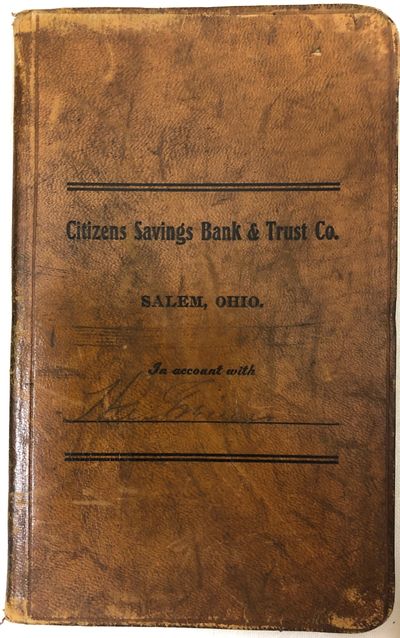 Citizens Savings Bank & Trust Co.
SALEM, OHIO.
In account with